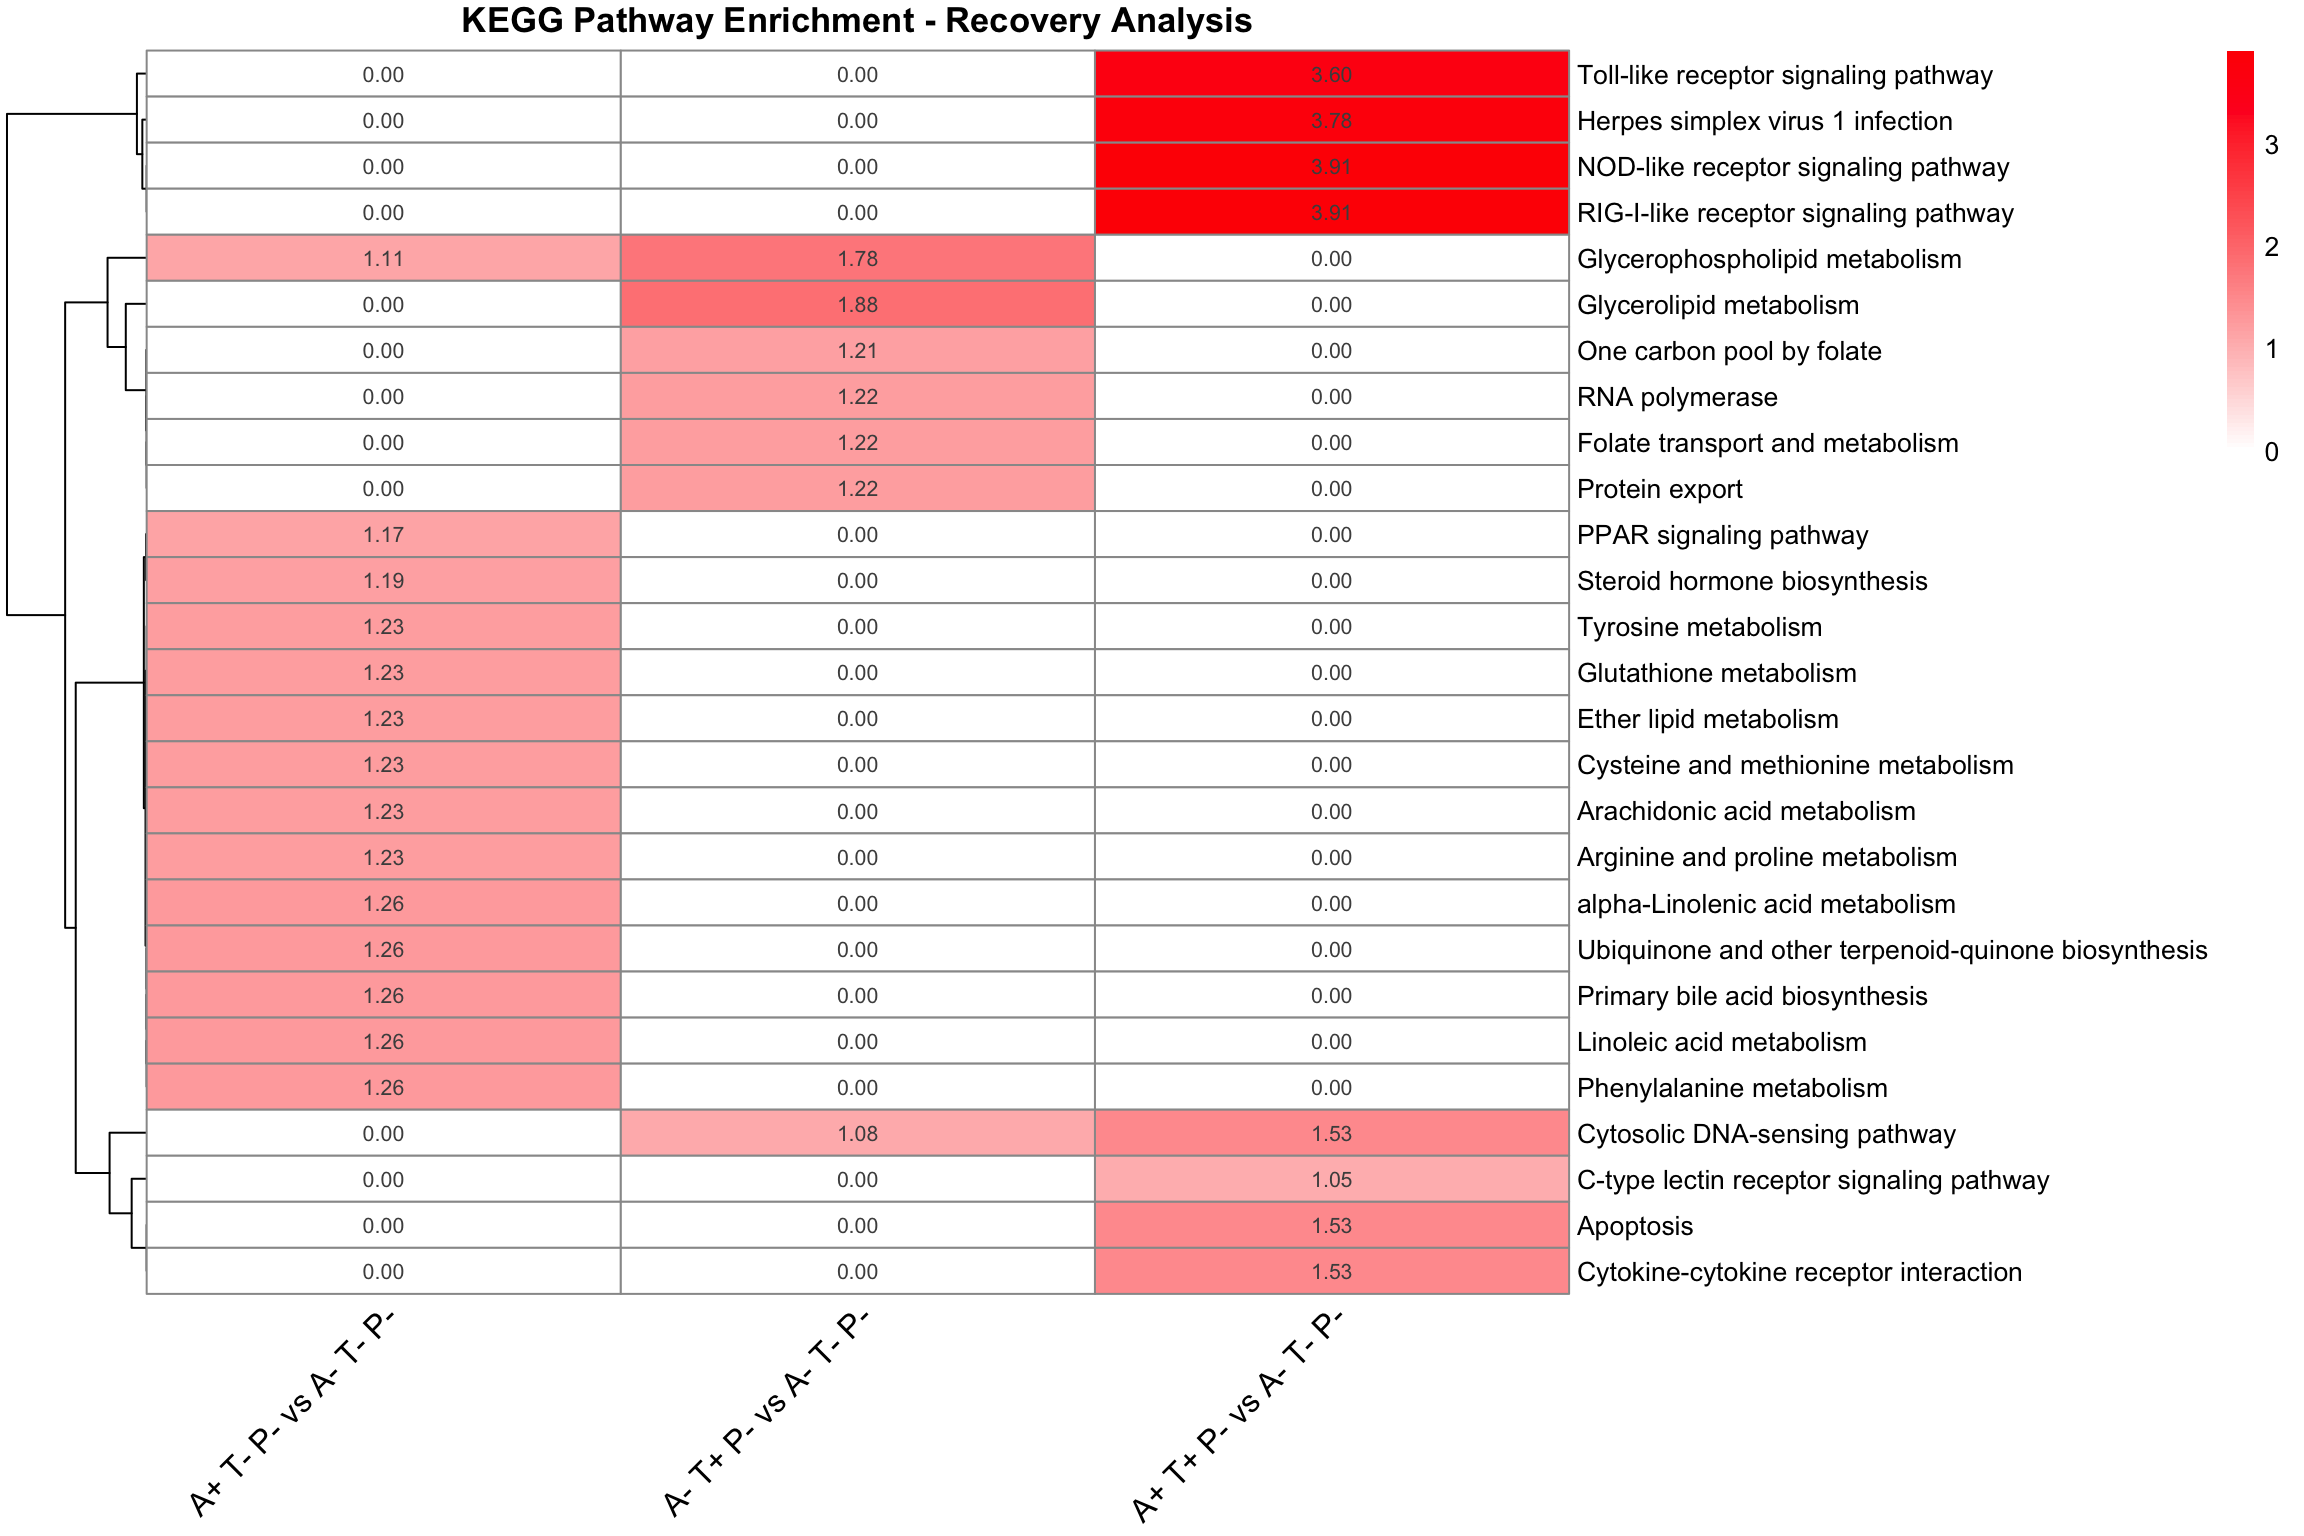 KEGG Pathway Enrichment - Recovery Analysis
0.00 0.00 3.60 Toll-like receptor signaling pathway
0.00 0.00 3.78 Herpes simplex virus 1 infection
0.00 0.00 3.91 NOD-like receptor signaling pathway
0.00 0.00 3.91 RIG-I-like receptor signaling pathway
1.11 1.78 0.00 Glycerophospholipid metabolism
0.00 1.88 0.00 Glycerolipid metabolism
0.00 1.21 0.00 One carbon pool by folate
0.00 1.22 0.00 RNA polymerase
0.00 1.22 0.00 Folate transport and metabolism
0.00 1.22 0.00 Protein export
1.17 0.00 0.00 PPAR signaling pathway
1.19 0.00 0.00 Steroid hormone biosynthesis
1.23 0.00 0.00 Tyrosine metabolism
1.23 0.00 0.00 Glutathione metabolism
1.23 0.00 0.00 Ether lipid metabolism
1.23 0.00 0.00 Cysteine and methionine metabolism
1.23 0.00 0.00 Arachidonic acid metabolism
1.23 0.00 0.00 Arginine and proline metabolism
1.26 0.00 0.00 alpha-Linolenic acid metabolism
1.26 0.00 0.00 Ubiquinone and other terpenoid-quinone biosynthesis
1.26 0.00 0.00 Primary bile acid biosynthesis
1.26 0.00 0.00 Linoleic acid metabolism
1.26 0.00 0.00 Phenylalanine metabolism
0.00 1.08 1.53 Cytosolic DNA-sensing pathway
0.00 0.00 1.05 C-type lectin receptor signaling pathway
0.00 0.00 1.53 Apoptosis
0.00 0.00 1.53 Cytokine-cytokine receptor interaction
A+ T- P- vs A- T- P-
A- T+ P- vs A- T- P-
A+ T+ P- vs A- T- P-
3
2
1
0